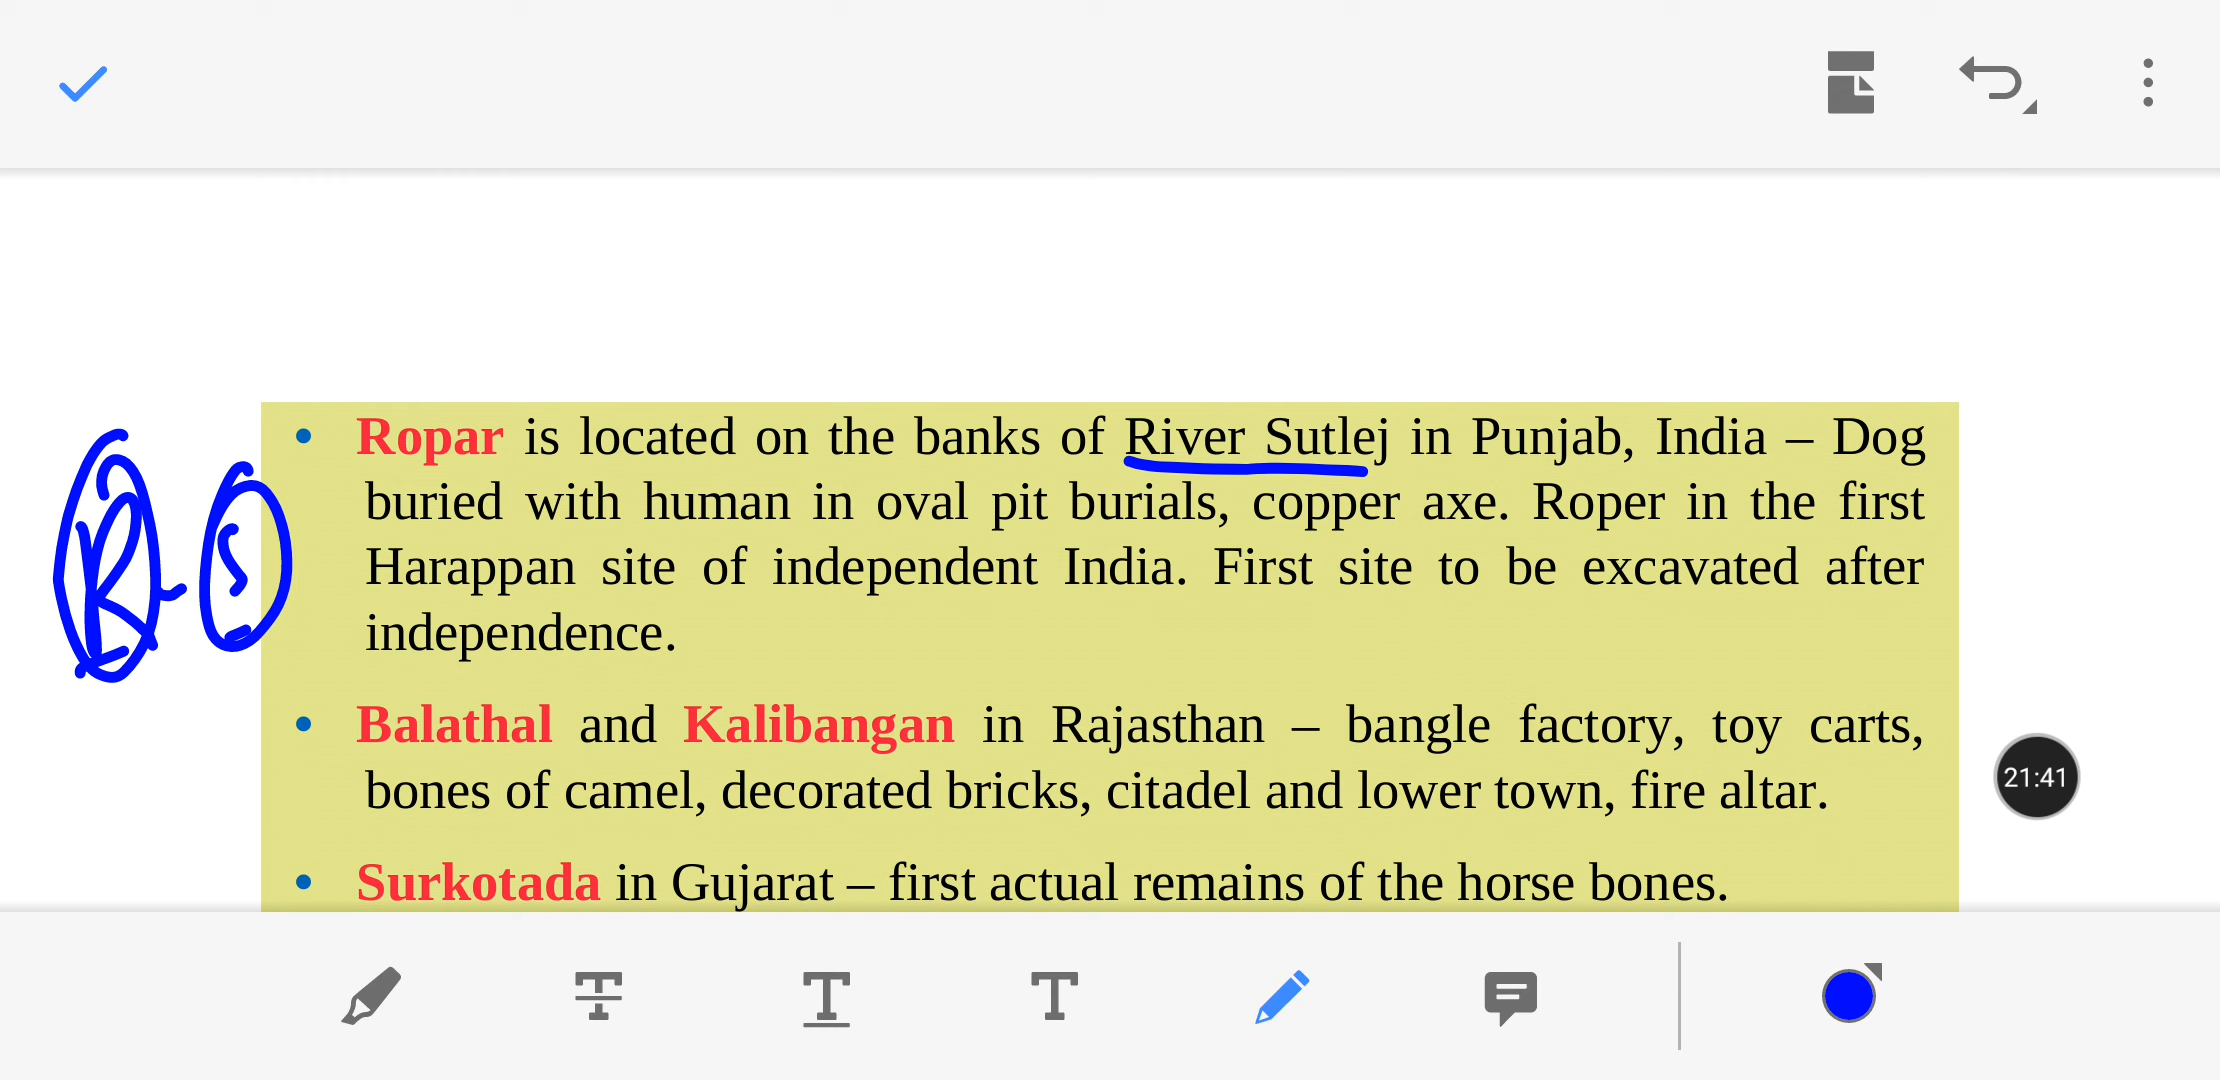 • Ropar is located on the banks of River Sutlej in Punjab, India – Dog
buried with human in oval pit burials, copper axe. Roper in the first
Harappan site of independent India. First site to be excavated after
independence.
R - S
• Balathal and Kalibangan in Rajasthan – bangle factory, toy carts,
bones of camel, decorated bricks, citadel and lower town, fire altar.
21:41
• Surkotada in Gujarat – first actual remains of the horse bones.
T T T